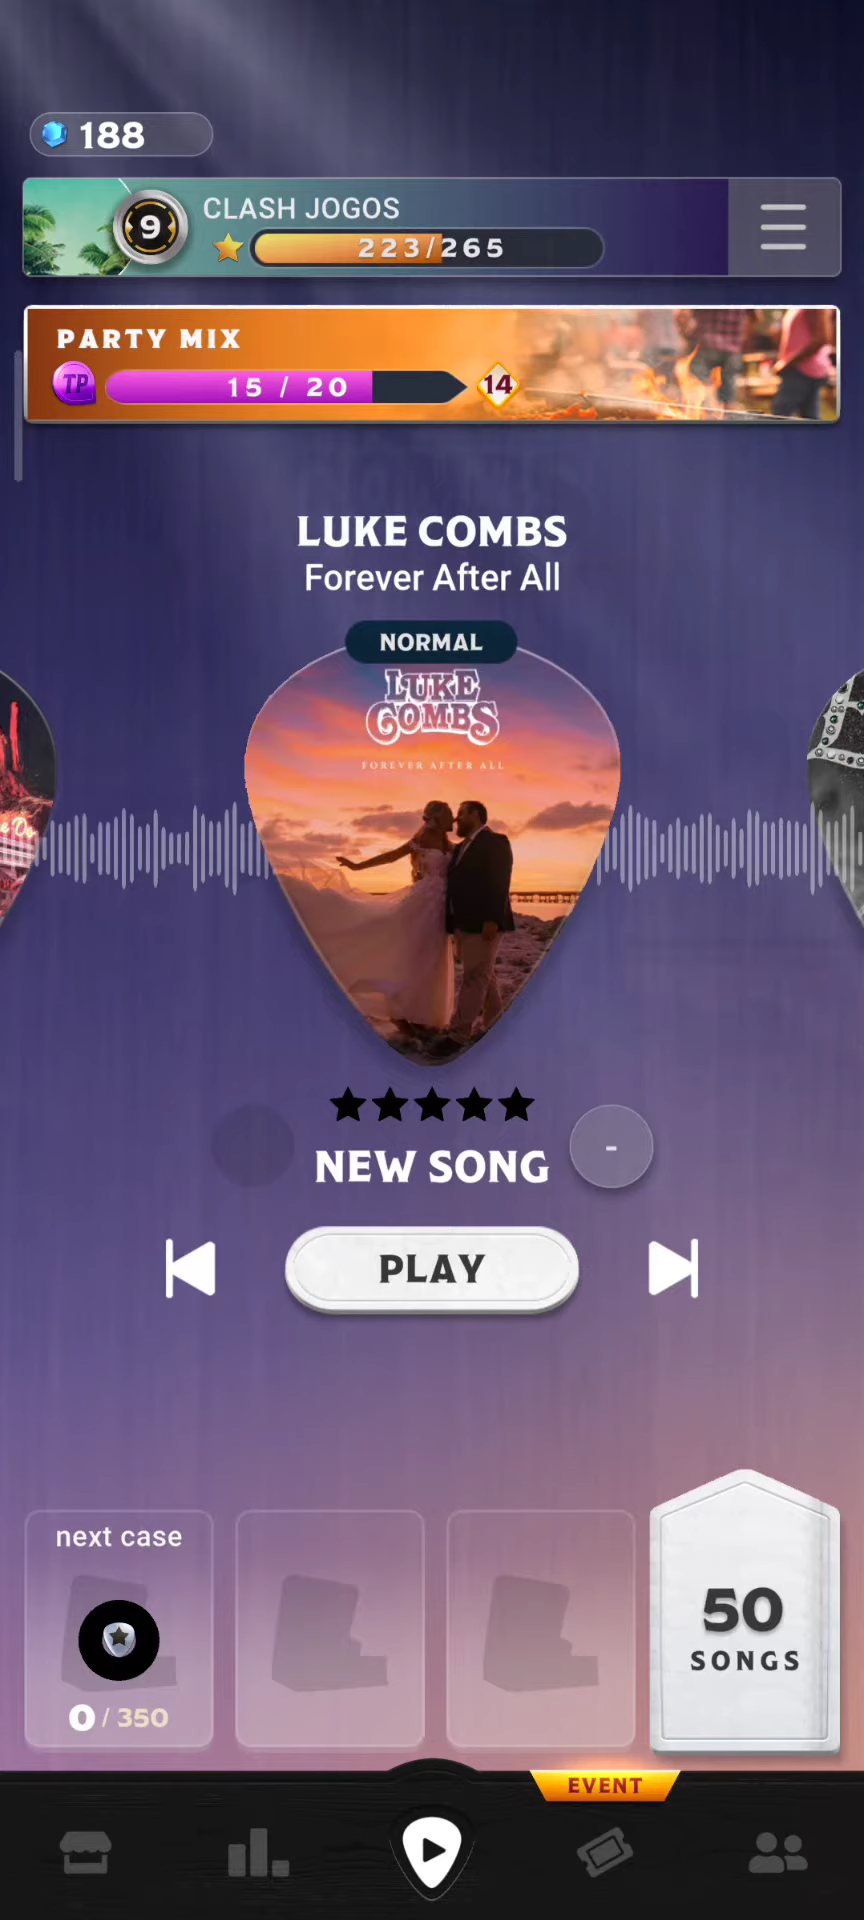 188
9
CLASH JOGOS
223/265
PARTY MIX
TP
15 / 20
14
LUKE COMBS
Forever After All
NORMAL
LUKE
COMBS
FOREVER AFTER ALL
e Do
NEW SONG
-
PLAY
next case
0 / 350
50
SONGS
EVENT